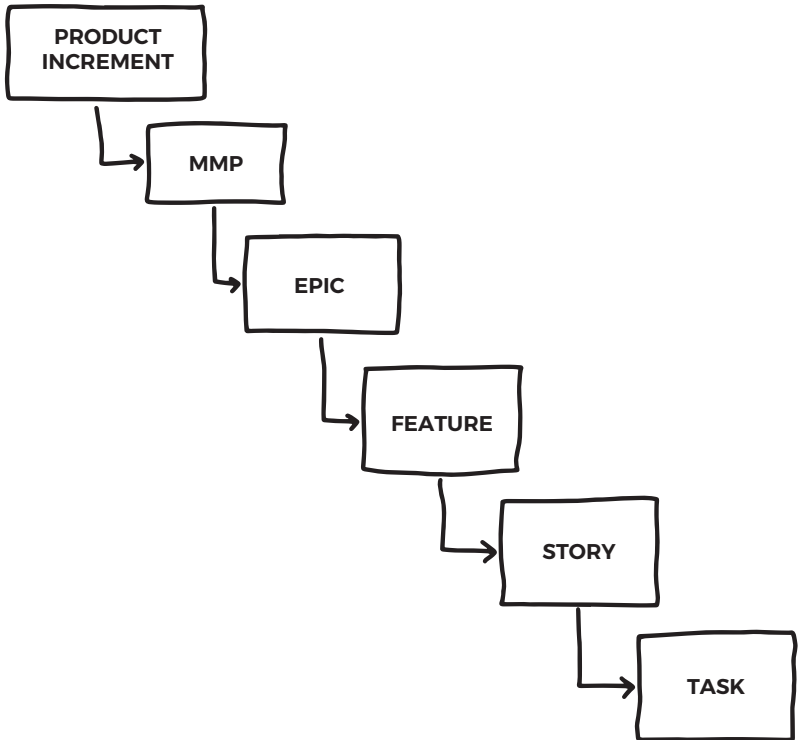 PRODUCT
INCREMENT
MMP
EPIC
FEATURE
STORY
TASK